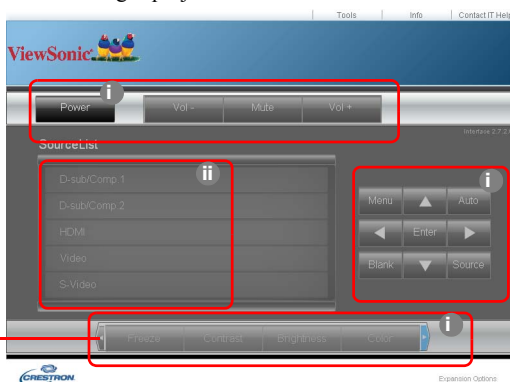 Tools Info Contact IT Help
ViewSonic
i
Power Vol - Mute Vol +
Interface 2.7.2
SourceList
ii
i
D-sub/Comp.1
D-sub/Comp.2
HDMI
Video
S-Video
Menu Auto
Enter
Blank Source
i
Freeze Contrast Brightness Color
CRESTRON
Expansion Options